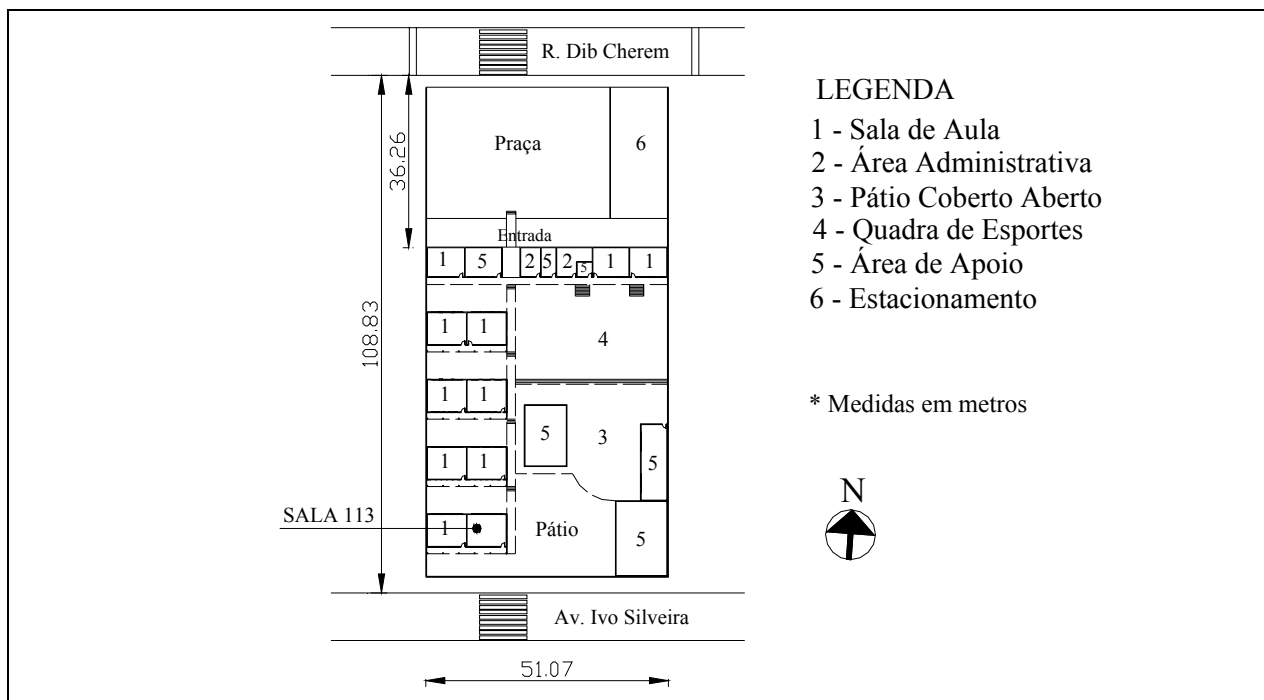 R. Dib Cherem
LEGENDA
1 - Sala de Aula
2 - Área Administrativa
3 - Pátio Coberto Aberto
4 - Quadra de Esportes
5 - Área de Apoio
6 - Estacionamento
* Medidas em metros
N
36.26
108.83
Praça
6
Entrada
1 5 2 5 2 5 1 1
1 1
4
1 1
5
3
1 1
5
SALA 113
1
Pátio
5
Av. Ivo Silveira
51.07